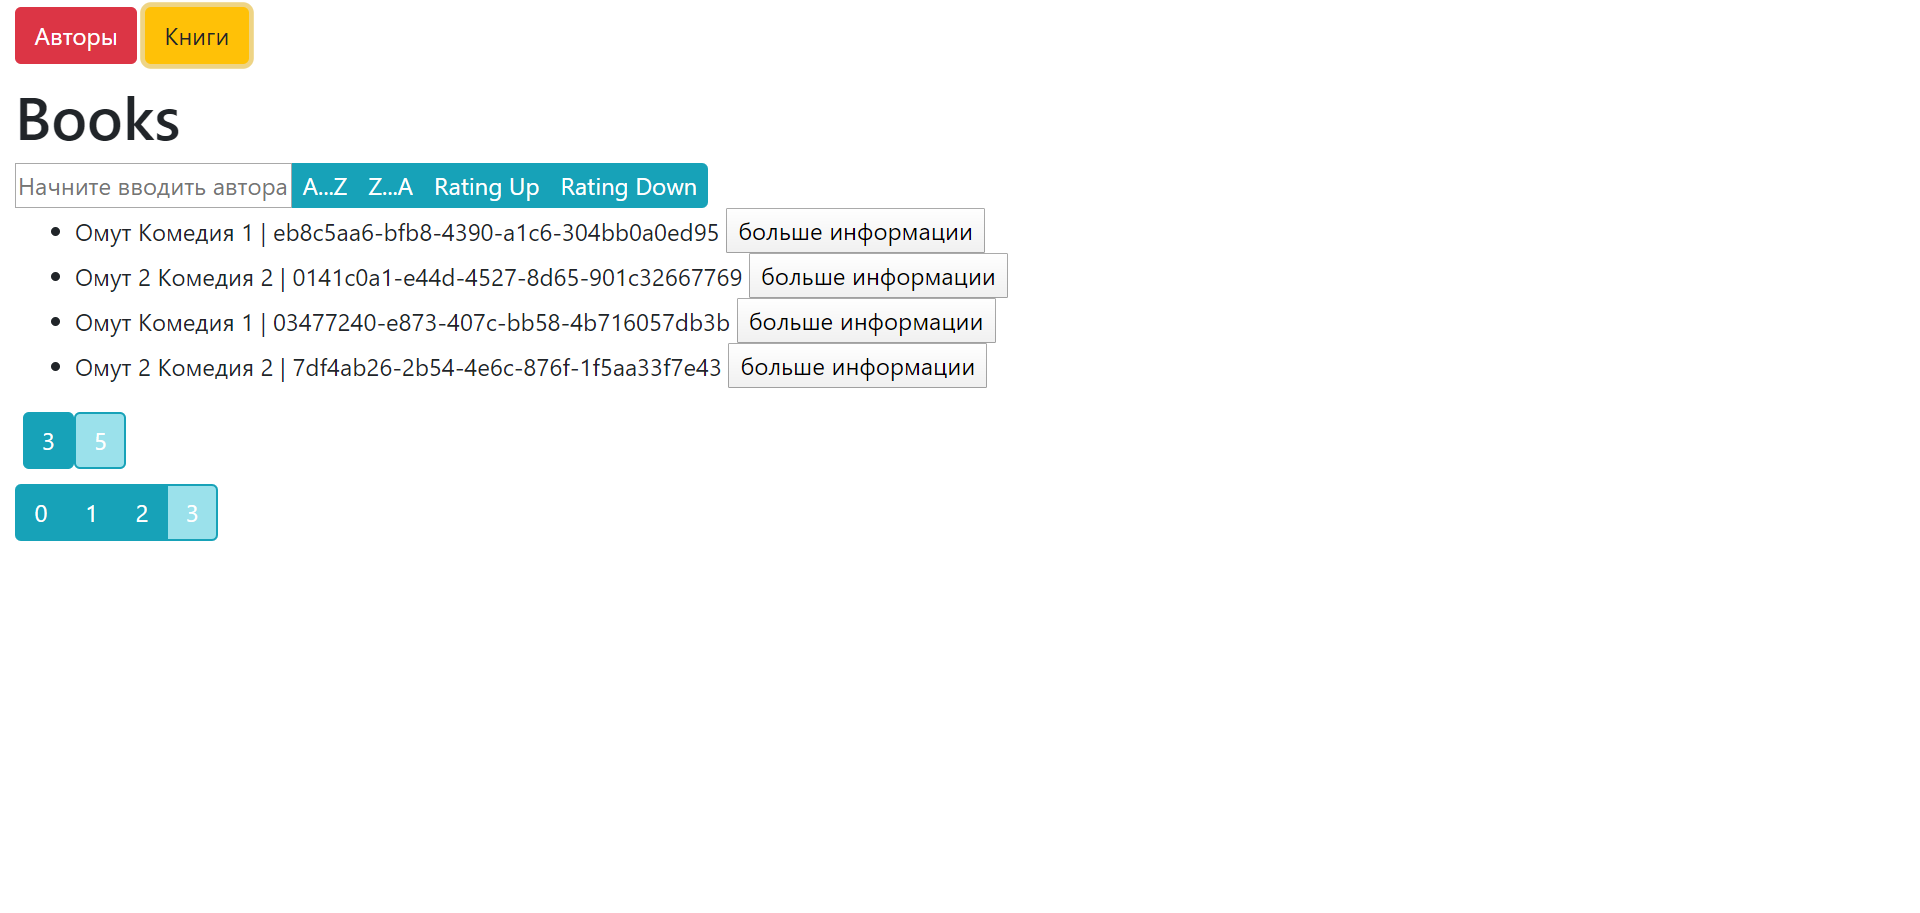 Авторы Книги
Books
Начните вводить автора A...Z Z...A Rating Up Rating Down
Омут Комедия 1 | eb8c5aa6-bfb8-4390-a1c6-304bb0a0ed95 больше информации
Омут 2 Комедия 2 | 0141c0a1-e44d-4527-8d65-901c32667769 больше информации
Омут Комедия 1 | 03477240-e873-407c-bb58-4b716057db3b больше информации
Омут 2 Комедия 2 | 7df4ab26-2b54-4e6c-876f-1f5aa33f7e43 больше информации
3 5
0 1 2 3